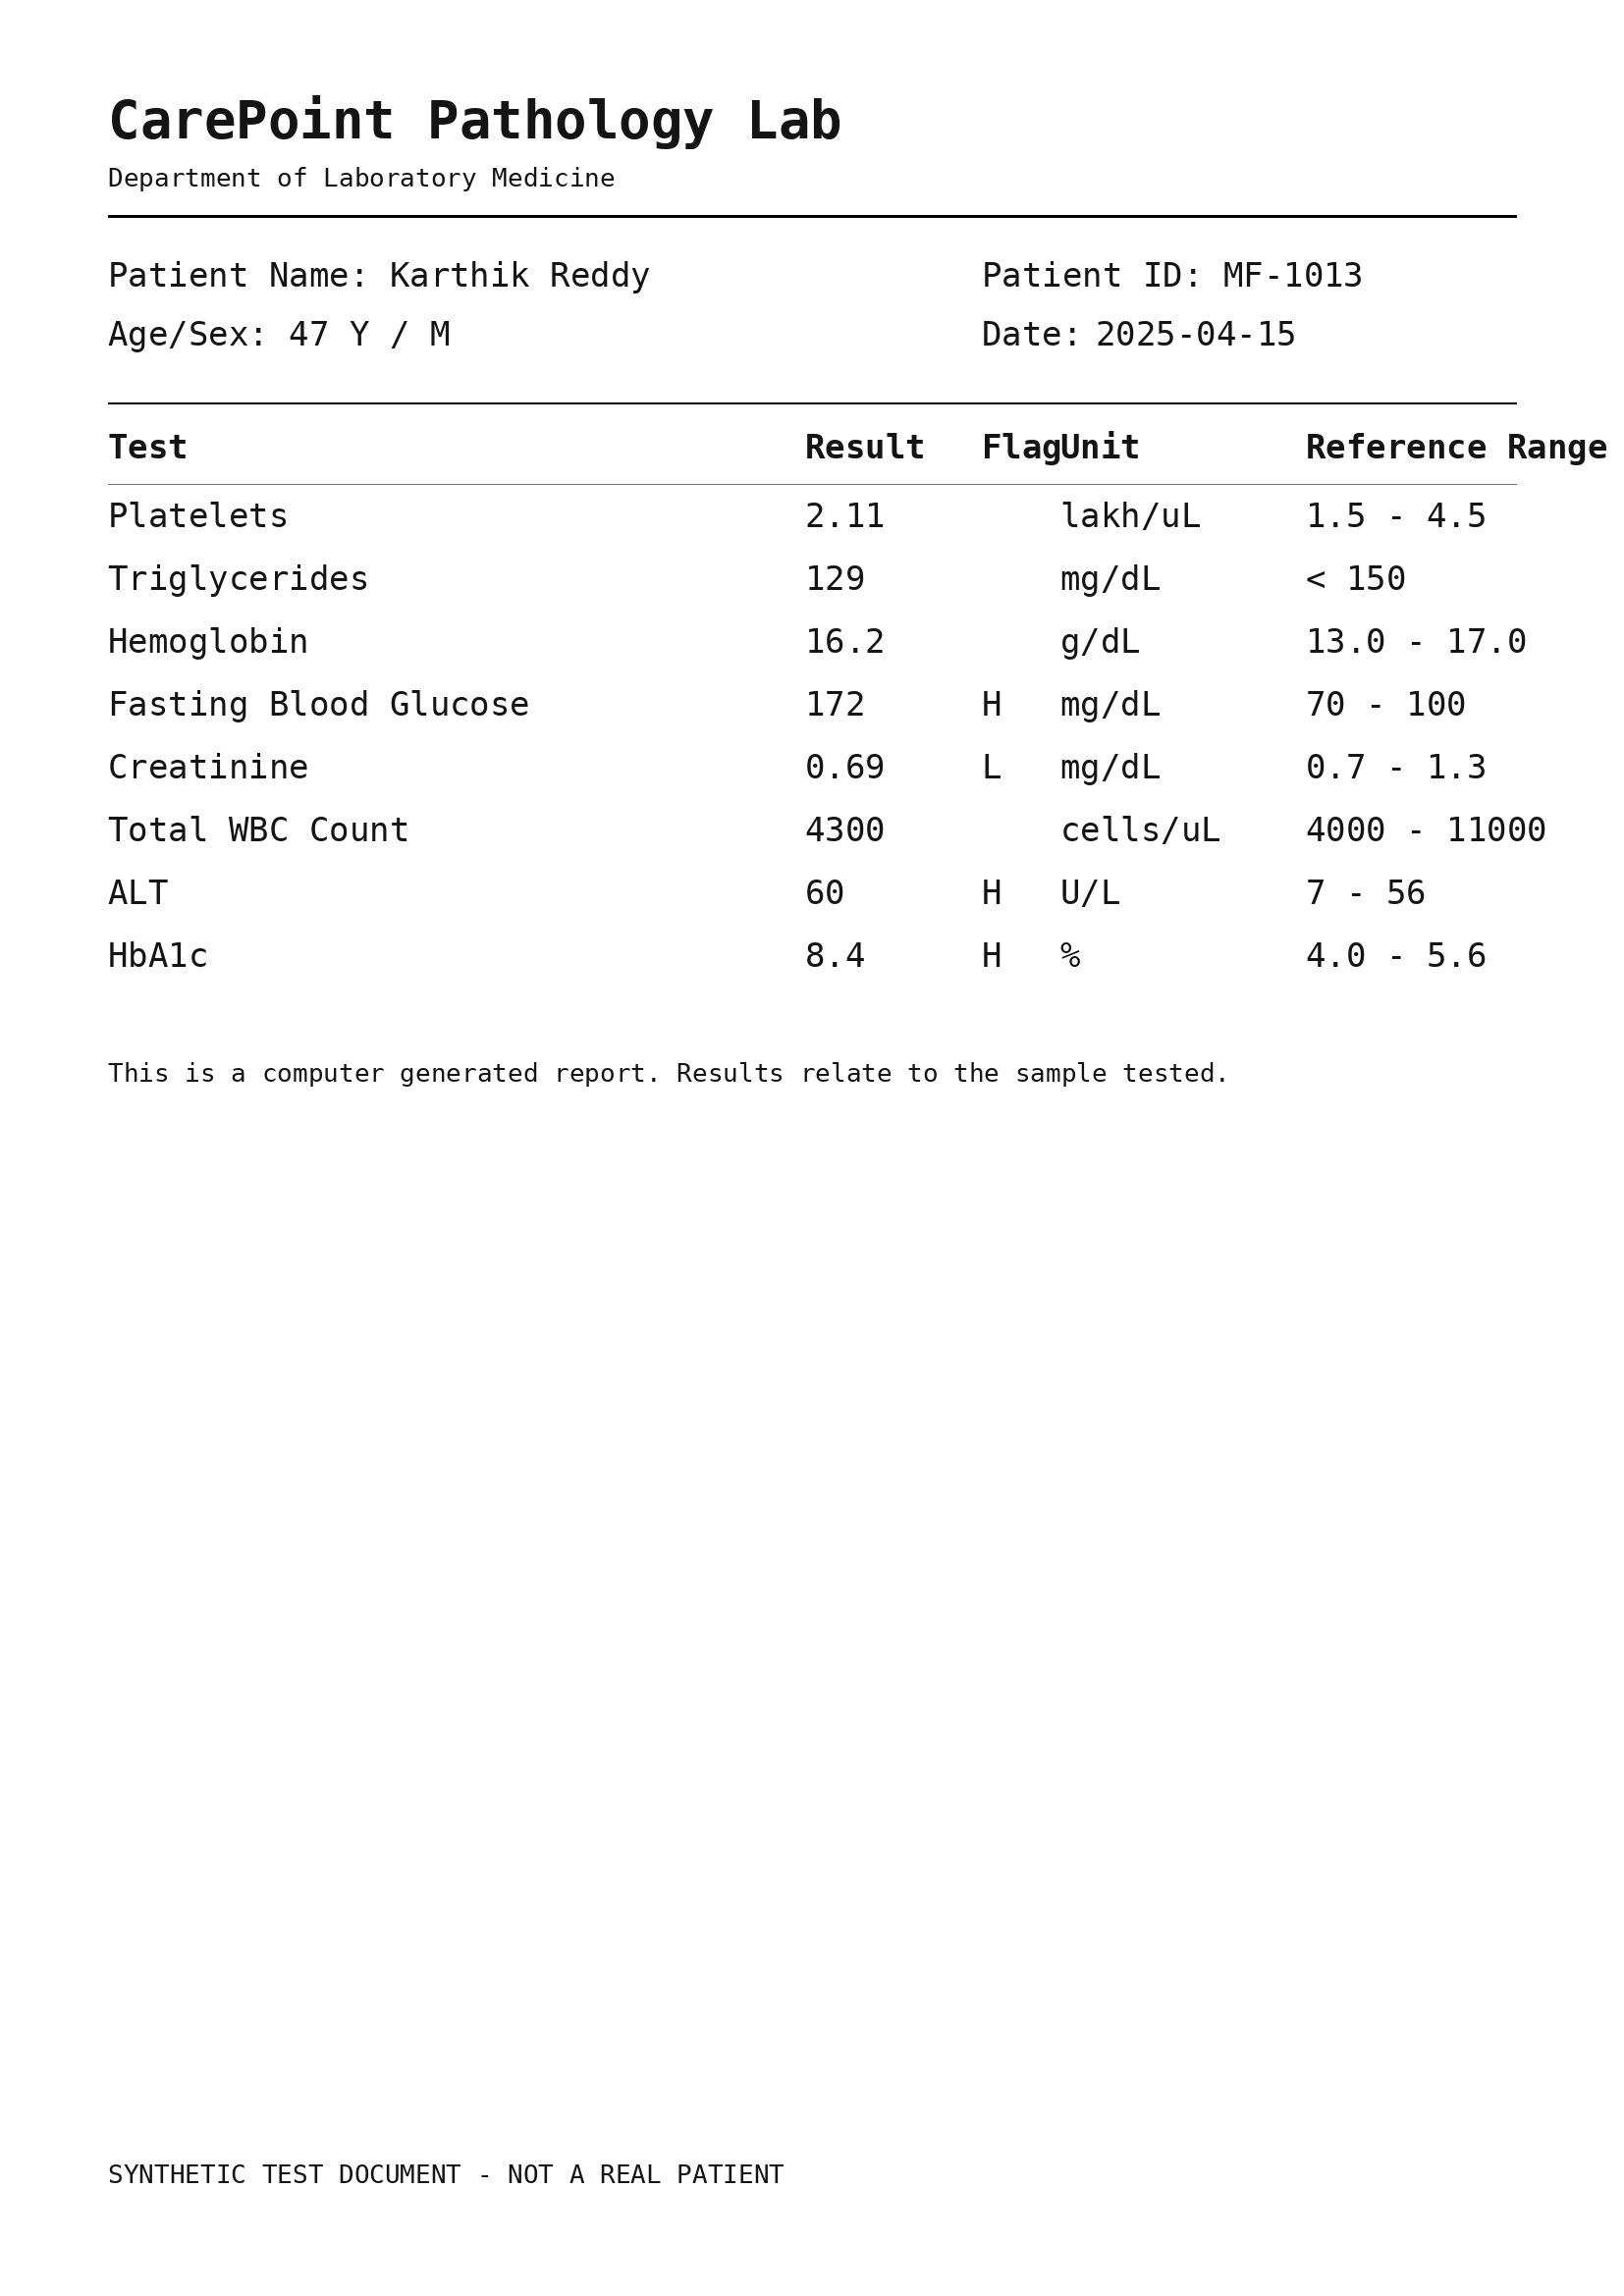 CarePoint Pathology Lab
Department of Laboratory Medicine
Patient Name: Karthik Reddy Patient ID: MF-1013
Age/Sex: 47 Y / M Date: 2025-04-15
Test Result Flag Unit Reference Range
Platelets 2.11 lakh/uL 1.5 - 4.5
Triglycerides 129 mg/dL < 150
Hemoglobin 16.2 g/dL 13.0 - 17.0
Fasting Blood Glucose 172 H mg/dL 70 - 100
Creatinine 0.69 L mg/dL 0.7 - 1.3
Total WBC Count 4300 cells/uL 4000 - 11000
ALT 60 H U/L 7 - 56
HbA1c 8.4 H % 4.0 - 5.6
This is a computer generated report. Results relate to the sample tested.
SYNTHETIC TEST DOCUMENT - NOT A REAL PATIENT